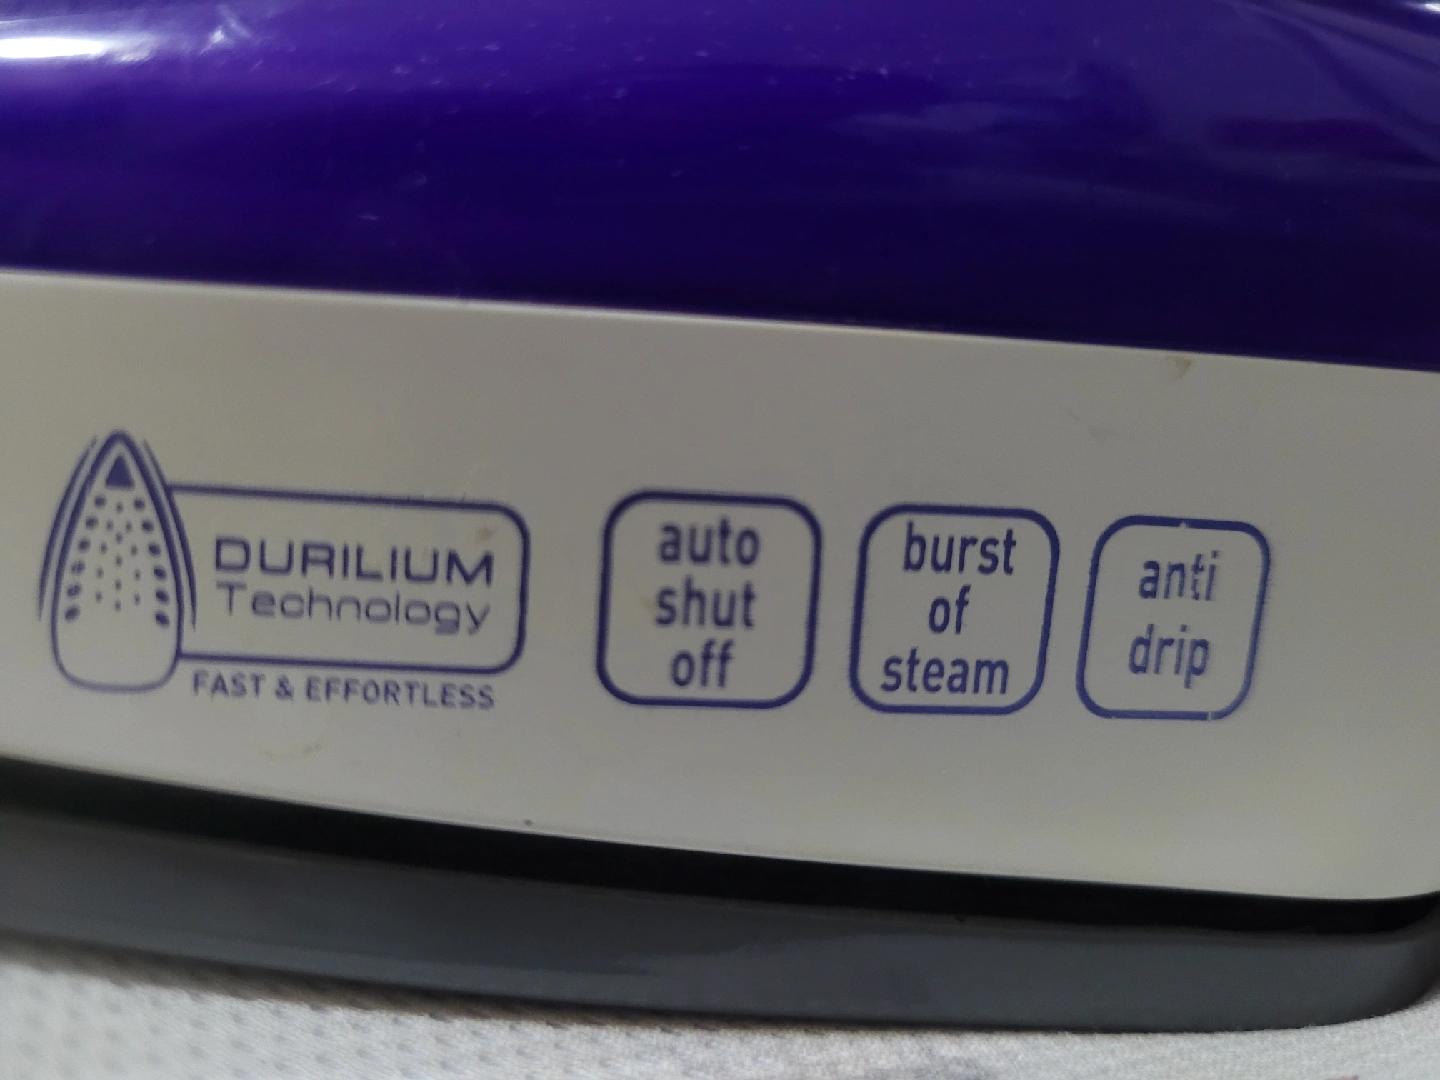 DURILIUM
Technology
FAST & EFFORTLESS
auto
shut
off
burst
of
steam
anti
drip